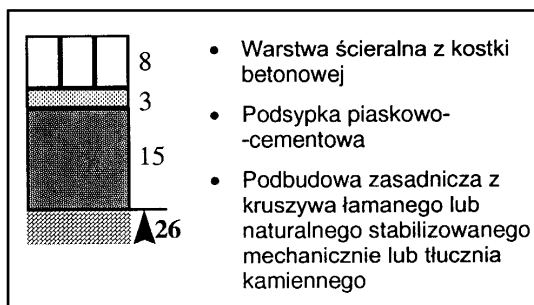 8
3
15
26
• Warstwa ścieralna z kostki
betonowej
• Podsypka piaskowo-
-cementowa
• Podbudowa zasadnicza z
kruszywa łamanego lub
naturalnego stabilizowanego
mechanicznie lub tłucznia
kamiennego